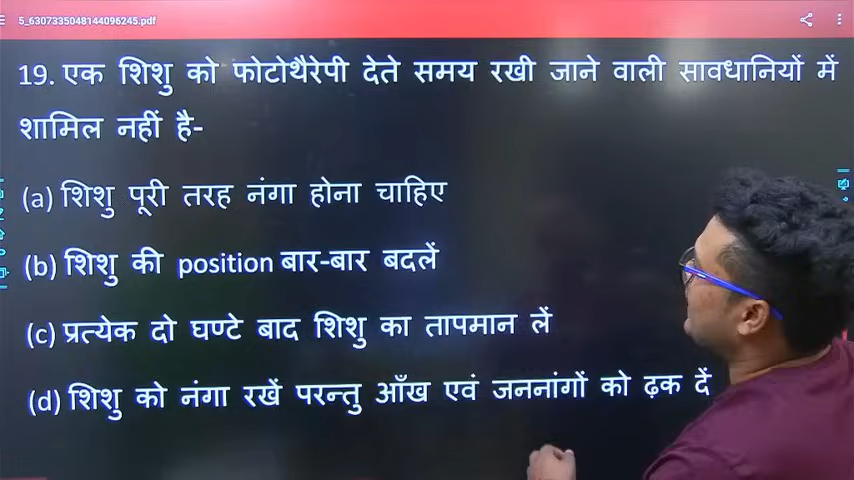 5_6307335048144096245.pdf
19. एक शिशु को फोटोथैरेपी देते समय रखी जाने वाली सावधानियों में
शामिल नहीं है-
(a) शिशु पूरी तरह नंगा होना चाहिए
(b) शिशु की position बार-बार बदलें
(c) प्रत्येक दो घण्टे बाद शिशु का तापमान लें
(d) शिशु को नंगा रखें परन्तु आँख एवं जननांगों को ढ़क दें